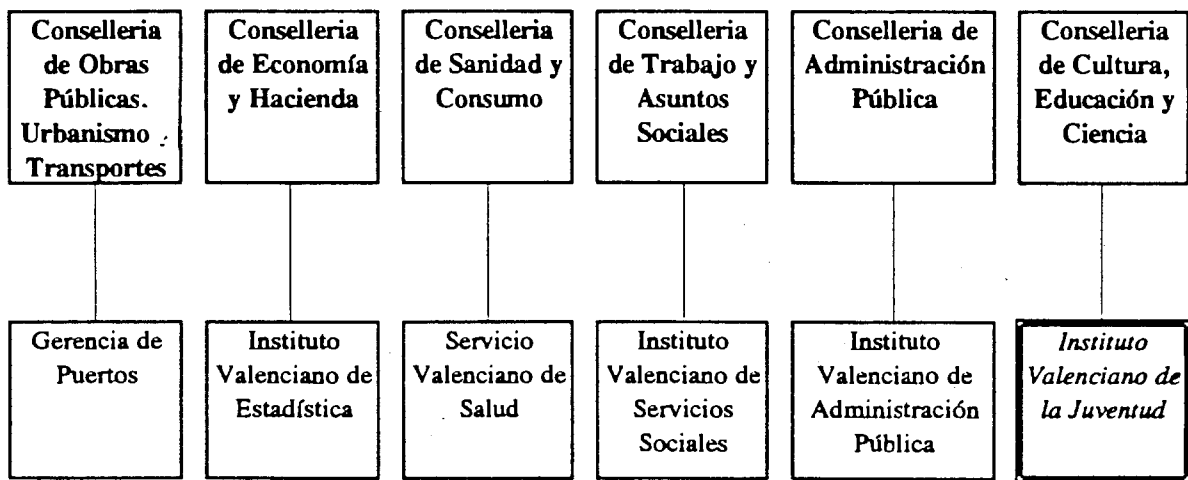 Conselleria
de Obras
Públicas.
Urbanismo
Transportes
Conselleria
de Economía
y Hacienda
Conselleria
de Sanidad y
Consumo
Conselleria
de Trabajo y
Asuntos
Sociales
Conselleria de
Administración
Pública
Conselleria
de Cultura,
Educación y
Ciencia
Gerencia de
Puertos
Instituto
Valenciano de
Estadística
Servicio
Valenciano de
Salud
Instituto
Valenciano de
Servicios
Sociales
Instituto
Valenciano de
Administración
Pública
Instituto
Valenciano de
la Juventud